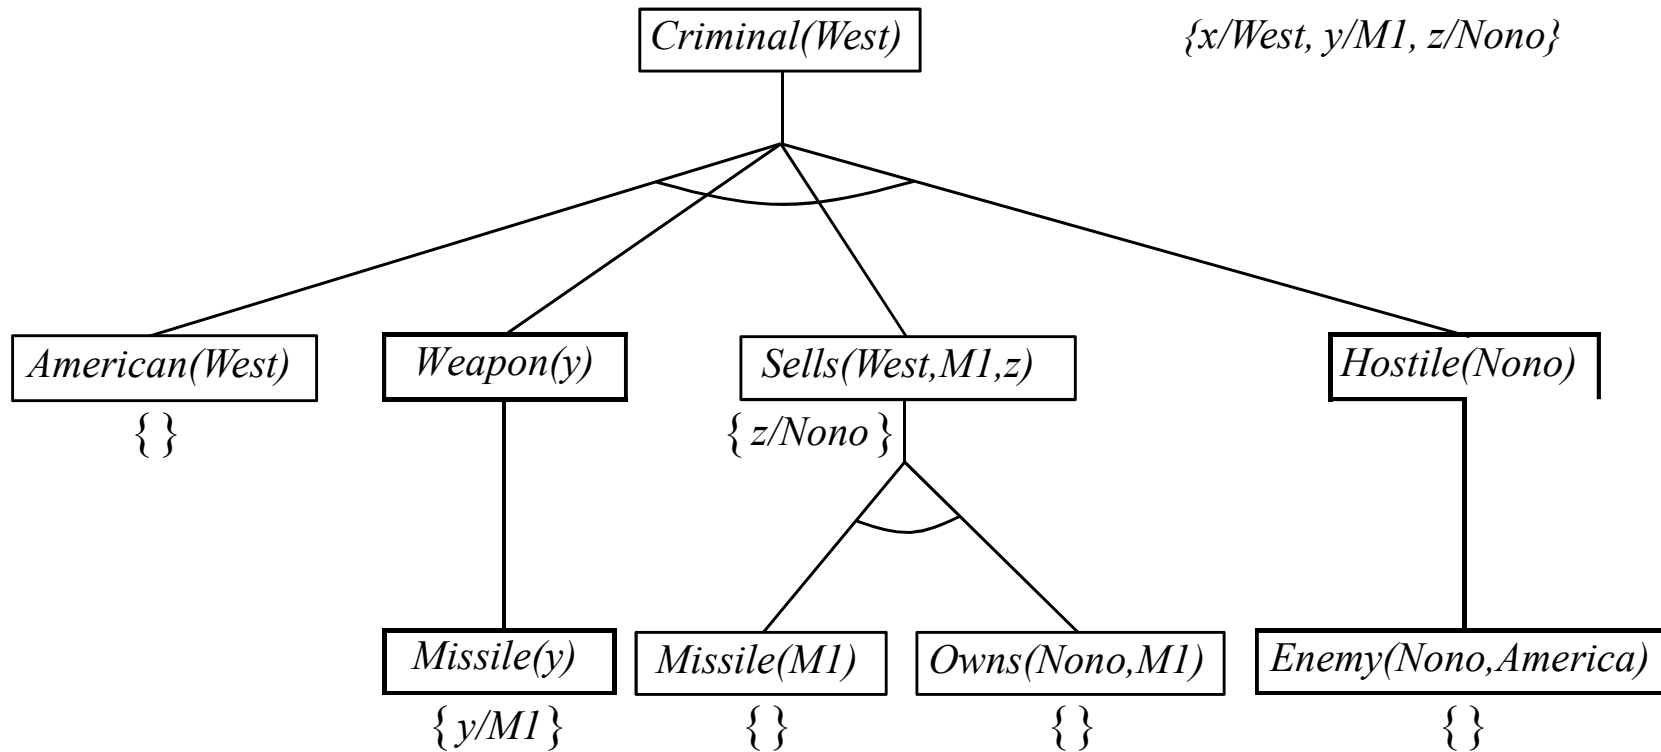 Criminal(West)
{x/West, y/M1, z/Nono}
American(West)
Weapon(y)
Sells(West,M1,z)
Hostile(Nono)
{ }
{ z/Nono }
Missile(y)
Missile(M1)
Owns(Nono,M1)
Enemy(Nono,America)
{ y/M1 }
{ }
{ }
{ }